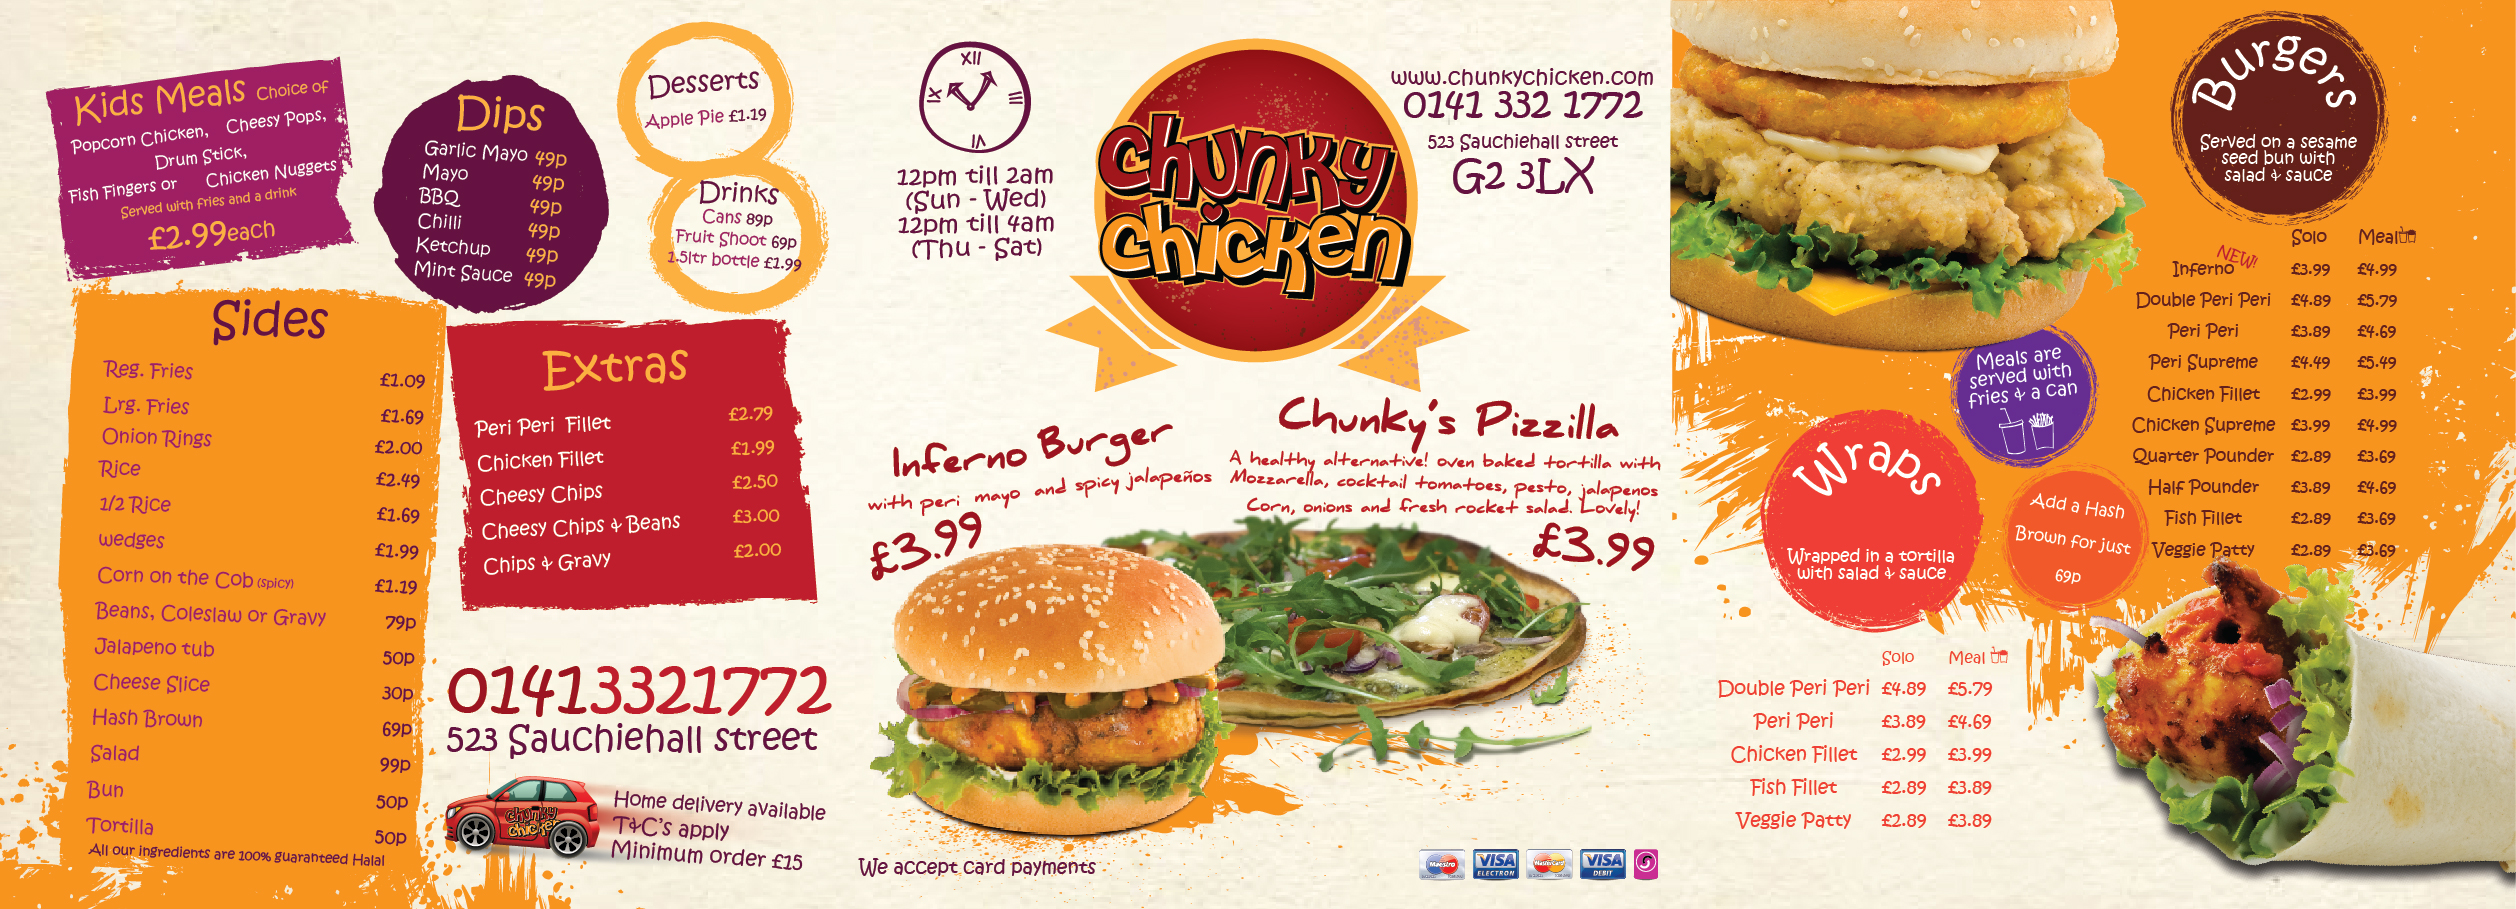 Kids Meals Choice of
Popcorn Chicken, Cheesy Pops,
Drum Stick,
Fish Fingers or Chicken Nuggets
Served with fries and a drink
£2.99each
Dips
Garlic Mayo 49p
Mayo 49p
BBQ 49p
Chilli 49p
Ketchup 49p
Mint Sauce 49p
Desserts
Apple Pie £1.19
Drinks
Cans 89p
Fruit Shoot 69p
1.5ltr bottle £1.99
Sides
Reg. Fries £1.09
Lrg. Fries £1.69
Onion Rings £2.00
Rice £2.49
1/2 Rice £1.69
wedges £1.99
Corn on the Cob (spicy) £1.19
Beans, Coleslaw or Gravy 79p
Jalapeno tub 50p
Cheese Slice 30p
Hash Brown 69p
Salad 99p
Bun 50p
Tortilla 50p
All our ingredients are 100% guaranteed Halal
Extras
Peri Peri Fillet £2.79
Chicken Fillet £1.99
Cheesy Chips £2.50
Cheesy Chips & Beans £3.00
Chips & Gravy £2.00
01413321772
523 Sauchiehall street
Chunky
Chicken
Home delivery available
T&C's apply
Minimum order £15
XII
III
VI
IX
12pm till 2am
(Sun - Wed)
12pm till 4am
(Thu - Sat)
Chunky
Chicken
www.chunkychicken.com
0141 332 1772
523 Sauchiehall street
G2 3LX
Inferno Burger
with peri mayo and spicy jalapeños
£3.99
Chunky's Pizzilla
A healthy alternative! oven baked tortilla with
Mozzarella, cocktail tomatoes, pesto, jalapenos
Corn, onions and fresh rocket salad. Lovely!
£3.99
We accept card payments
Maestro
VISA
ELECTRON
MasterCard
VISA
DEBIT
Burgers
Served on a sesame
seed bun with
salad & sauce
Solo Meal
NEW!
Inferno £3.99 £4.99
Double Peri Peri £4.89 £5.79
Peri Peri £3.89 £4.69
Peri Supreme £4.49 £5.49
Chicken Fillet £2.99 £3.99
Chicken Supreme £3.99 £4.99
Quarter Pounder £2.89 £3.69
Half Pounder £3.89 £4.69
Fish Fillet £2.89 £3.69
Veggie Patty £2.89 £3.69
Meals are
served with
fries & a can
Wraps
Wrapped in a tortilla
with salad & sauce
Add a Hash
Brown for just
69p
Solo Meal
Double Peri Peri £4.89 £5.79
Peri Peri £3.89 £4.69
Chicken Fillet £2.99 £3.99
Fish Fillet £2.89 £3.89
Veggie Patty £2.89 £3.89